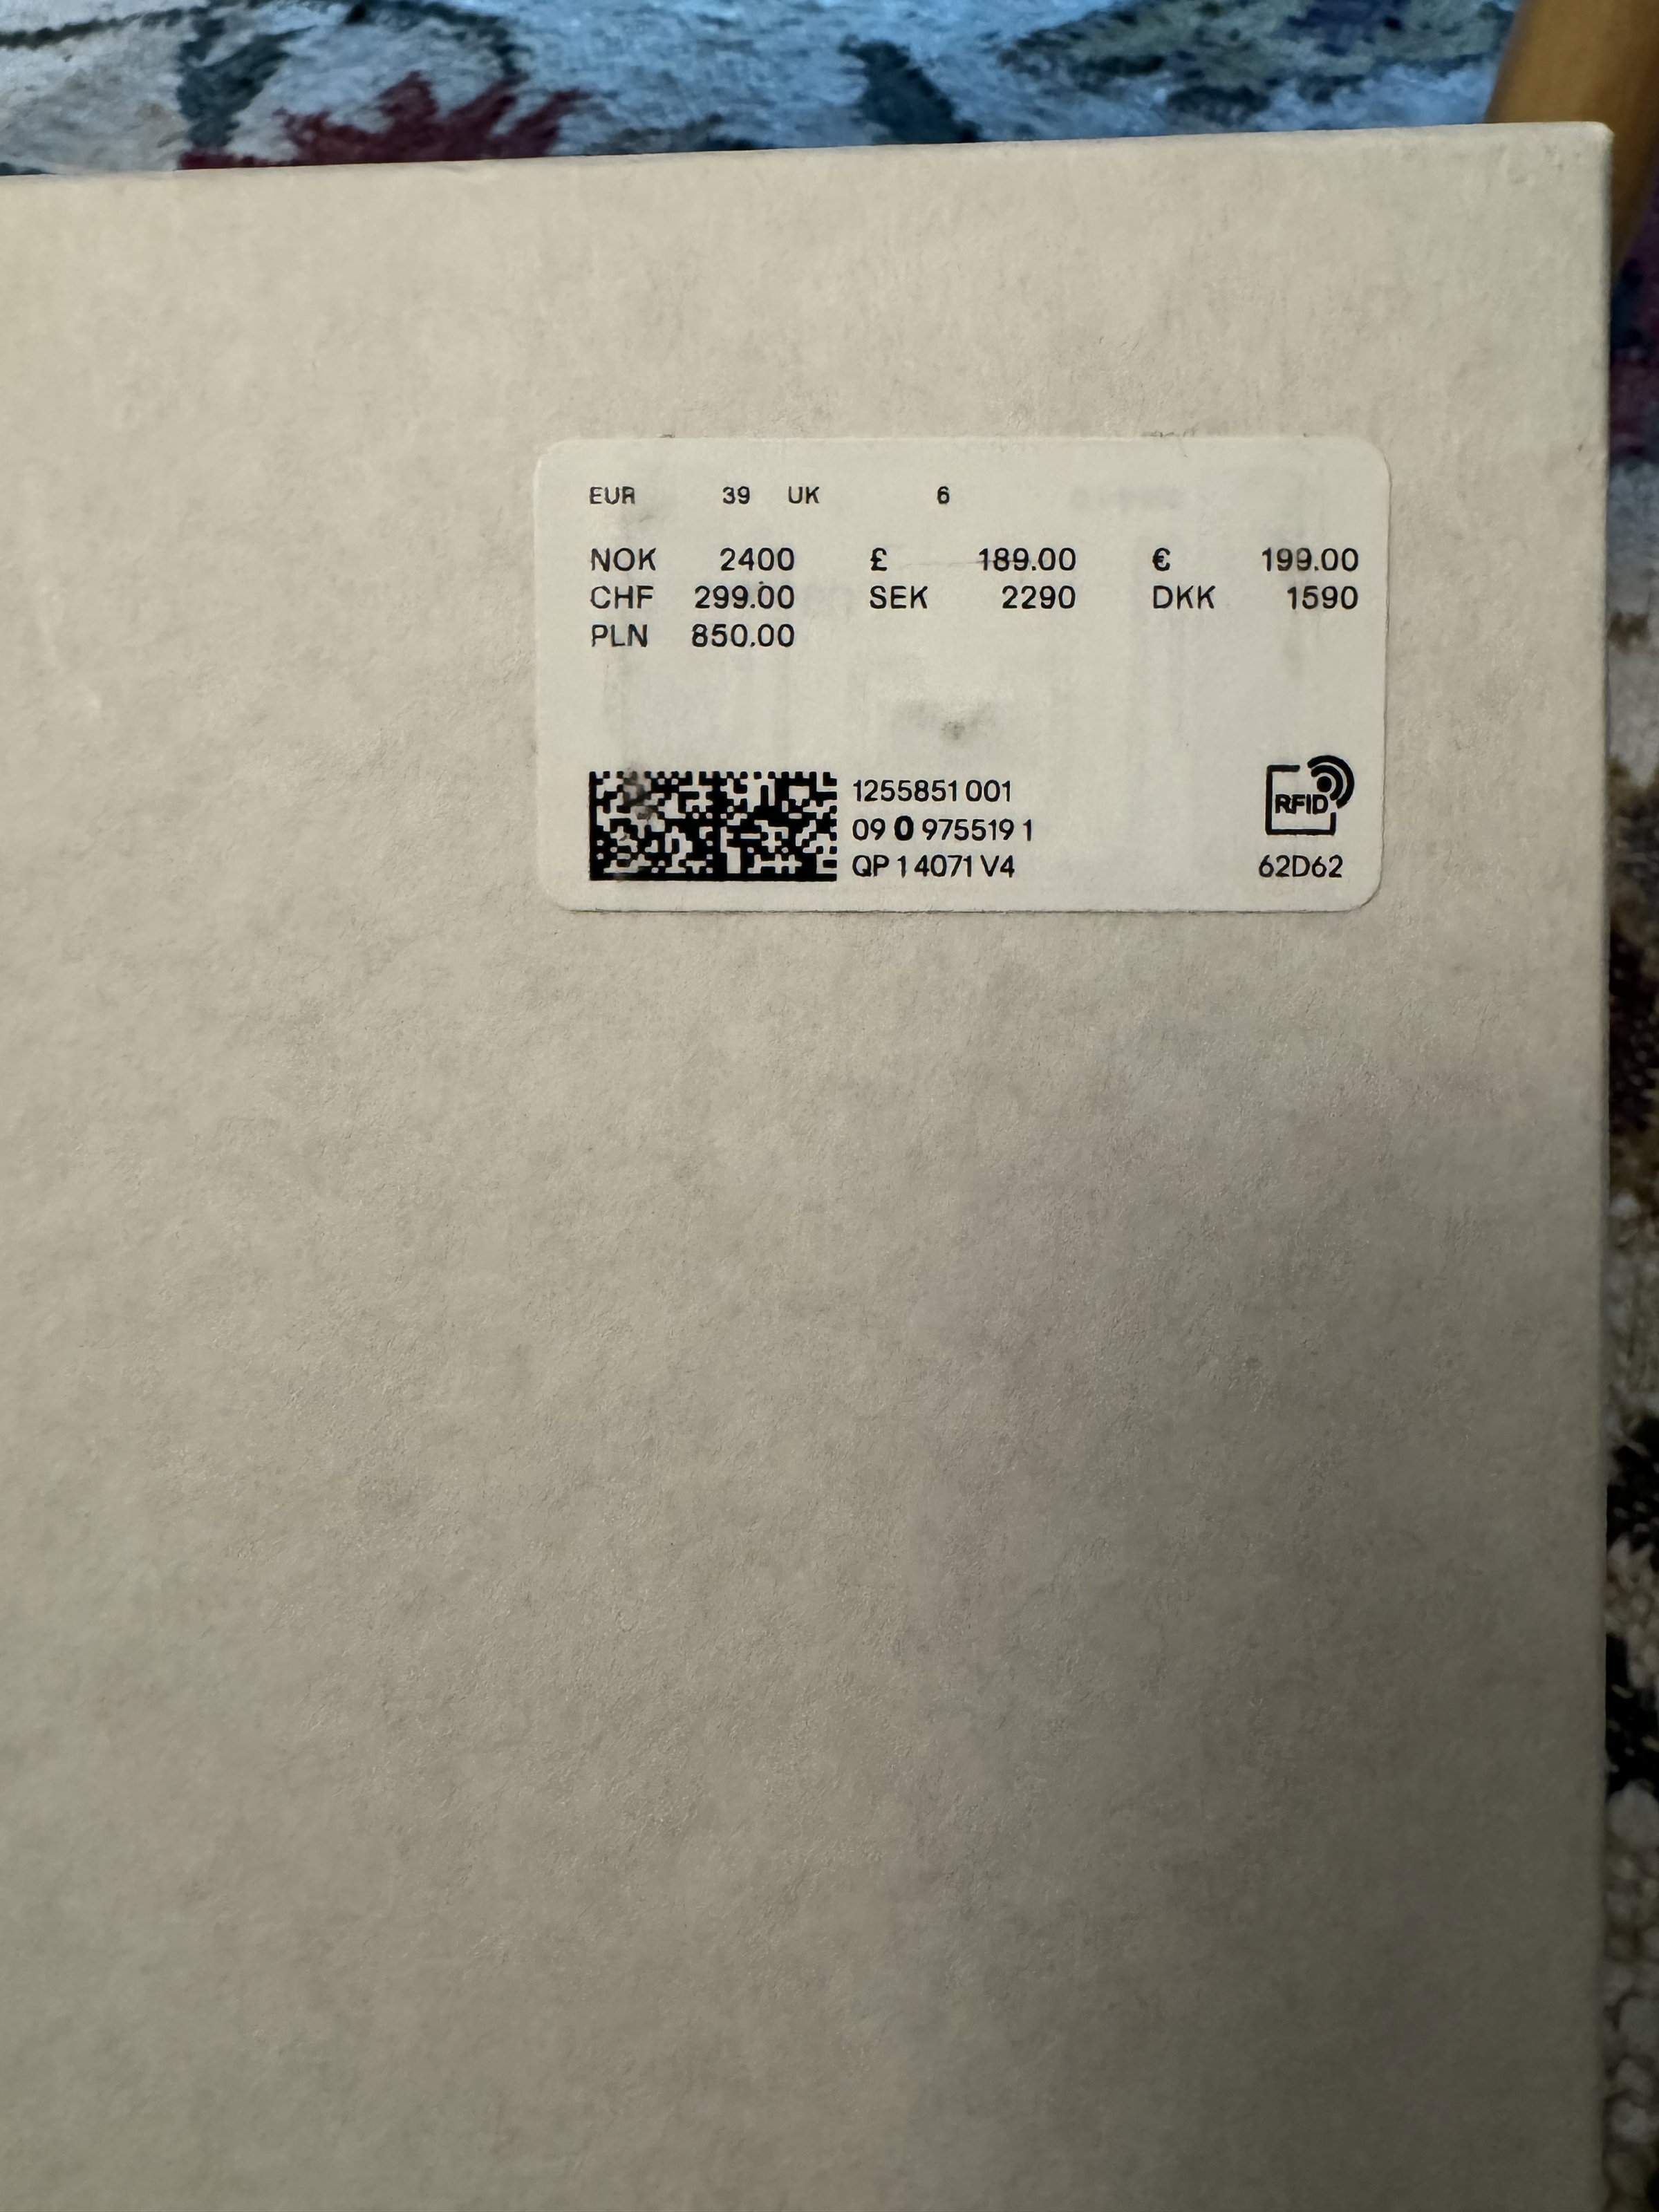 EUR 39 UK 6
NOK 2400 £ 189.00 € 199.00
CHF 299.00 SEK 2290 DKK 1590
PLN 850.00
1255851 001
09 0 975519 1
QP 1 4071 V4
RFID
62D62